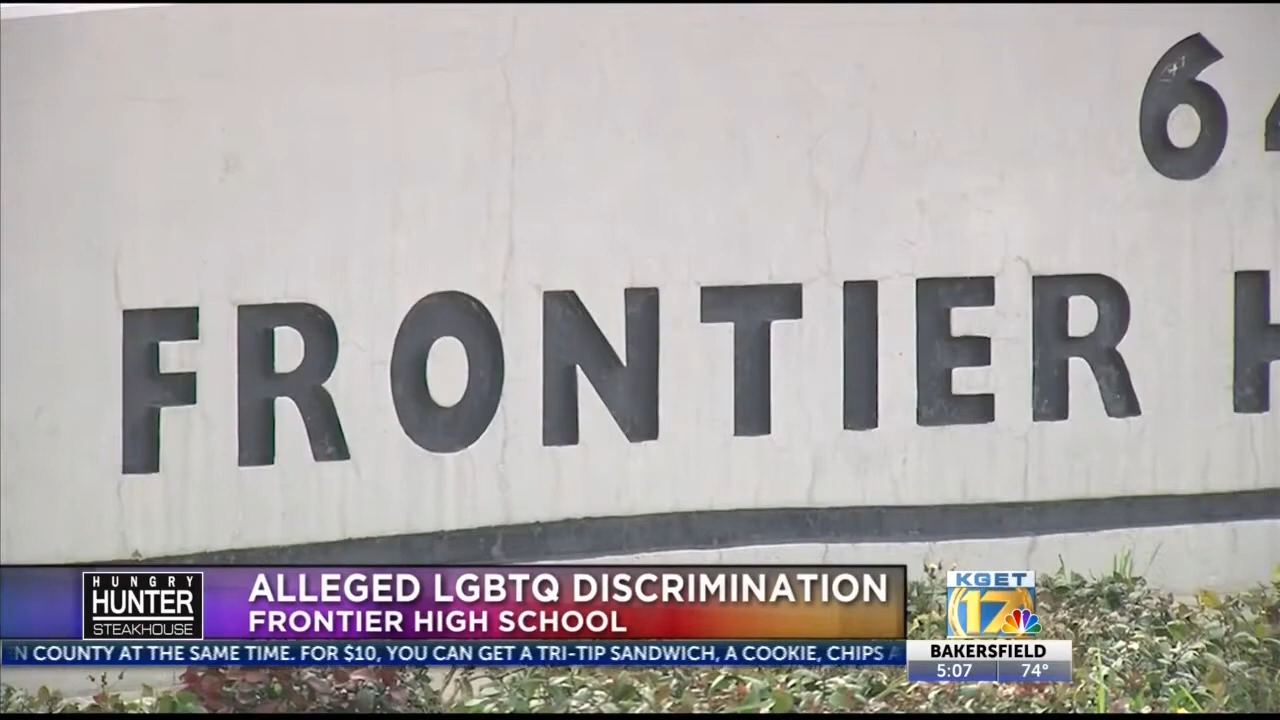 6
FRONTIER H
HUNGRY
HUNTER
STEAKHOUSE
ALLEGED LGBTQ DISCRIMINATION
FRONTIER HIGH SCHOOL
N COUNTY AT THE SAME TIME. FOR $10, YOU CAN GET A TRI-TIP SANDWICH, A COOKIE, CHIPS
KGET
17
BAKERSFIELD
5:07 74°